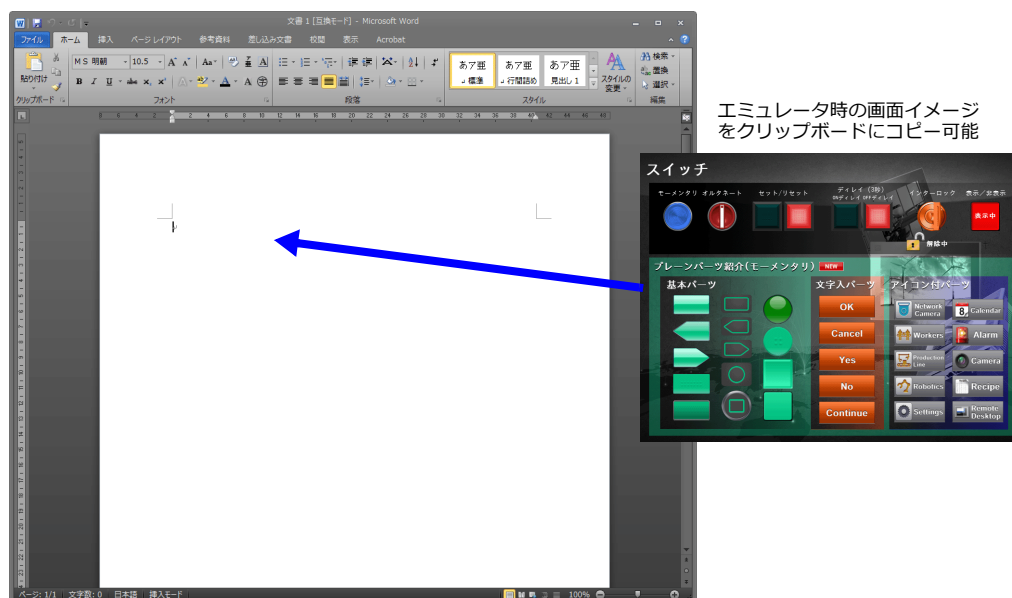 文書 1 [互換モード] - Microsoft Word
ファイル ホーム 挿入 ページ レイアウト 参考資料 差し込み文書 校閲 表示 Acrobat
貼り付け
クリップボード
MS 明朝 10.5
フォント
段落
あア亜 あア亜 あア亜
標準 行間詰め 見出し 1
スタイルの
変更
スタイル
検索
置換
選択
編集
エミュレータ時の画面イメージ
をクリップボードにコピー可能
スイッチ
モーメンタリ オルタネート セット/リセット ディレイ (3秒) インターロック 表示/非表示
ONディレイ OFFディレイ
表示中
解除中
プレーンパーツ紹介(モーメンタリ) NEW
基本パーツ 文字入パーツ アイコン付パーツ
OK
Cancel
Yes
No
Continue
Network
Camera
Calendar
Workers
Alarm
Production
Line
Camera
Robotics
Recipe
Settings
Remote
Desktop
ページ: 1/1 文字数: 0 日本語 挿入モード 100%